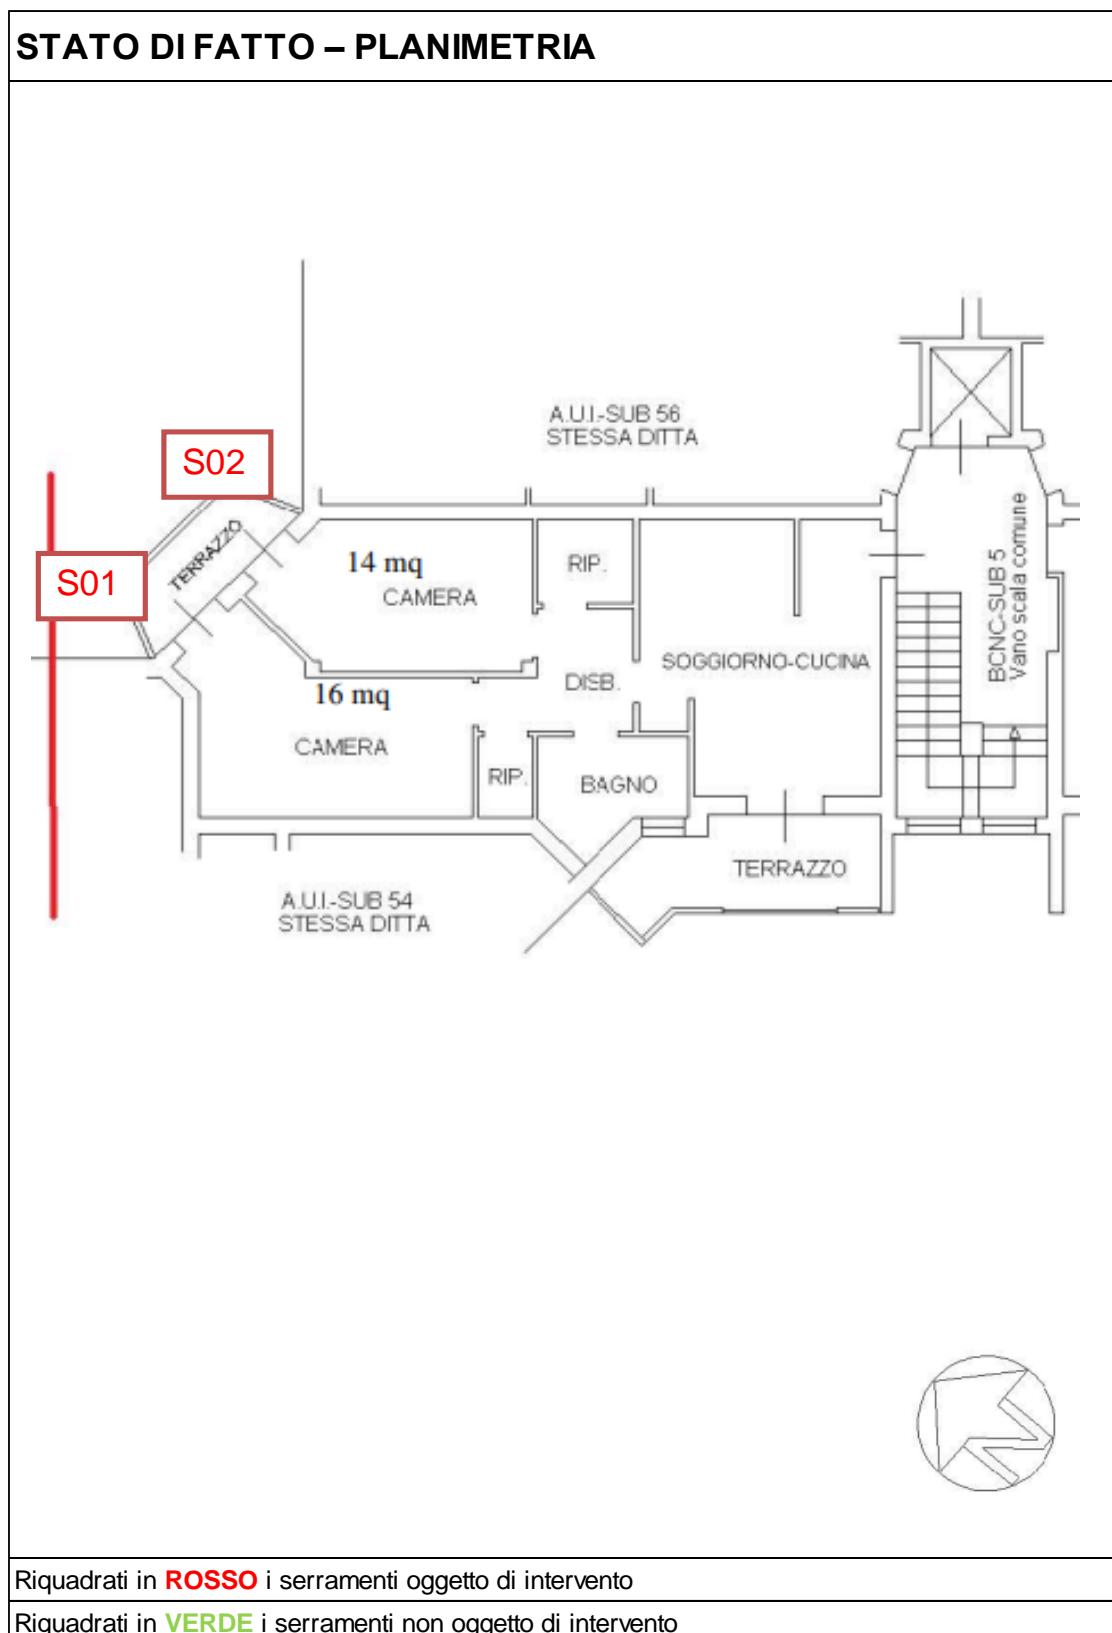 STATO DI FATTO – PLANIMETRIA
A.U.I.-SUB 56
STESSA DITTA
S02
S01
TERRAZZO
14 mq
CAMERA
RIP.
BCNC-SUB 5
Vano scala comune
SOGGIORNO-CUCINA
DISB.
16 mq
CAMERA
RIP.
BAGNO
TERRAZZO
A.U.I.-SUB 54
STESSA DITTA
N
Riquadrati in ROSSO i serramenti oggetto di intervento
Riquadrati in VERDE i serramenti non oggetto di intervento